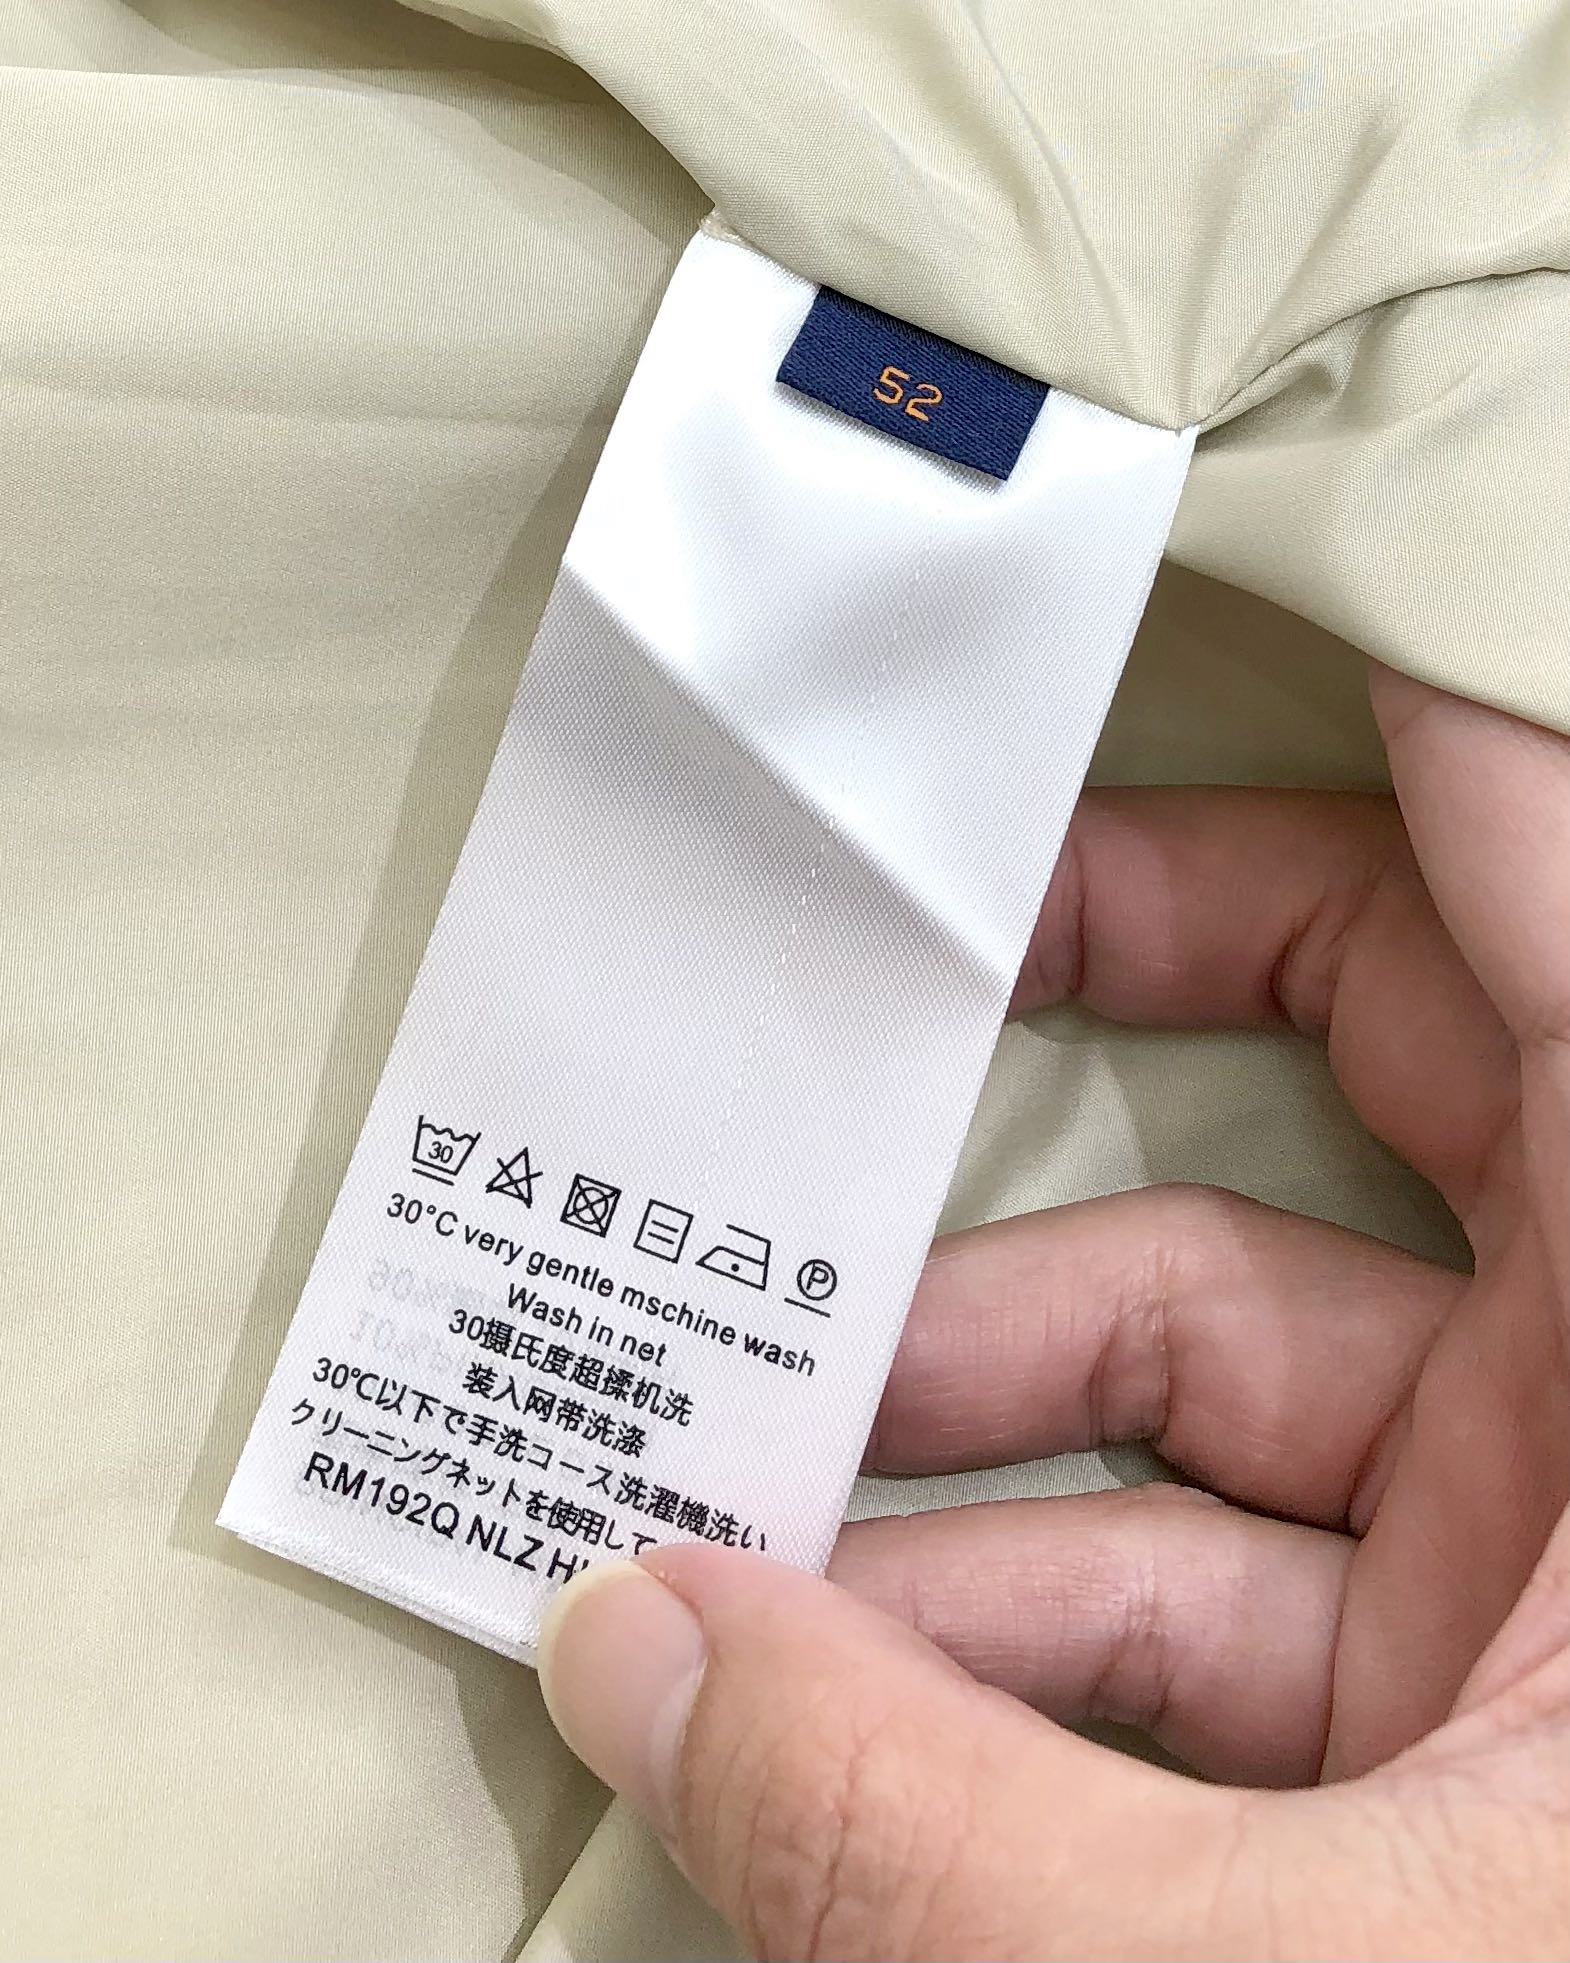 52
30
P
30°C very gentle mschine wash
Wash in net
30摄氏度超揉机洗
装入网带洗涤
30℃以下で手洗コース洗濯機洗い
クリーニングネットを使用して
RM192Q NLZ